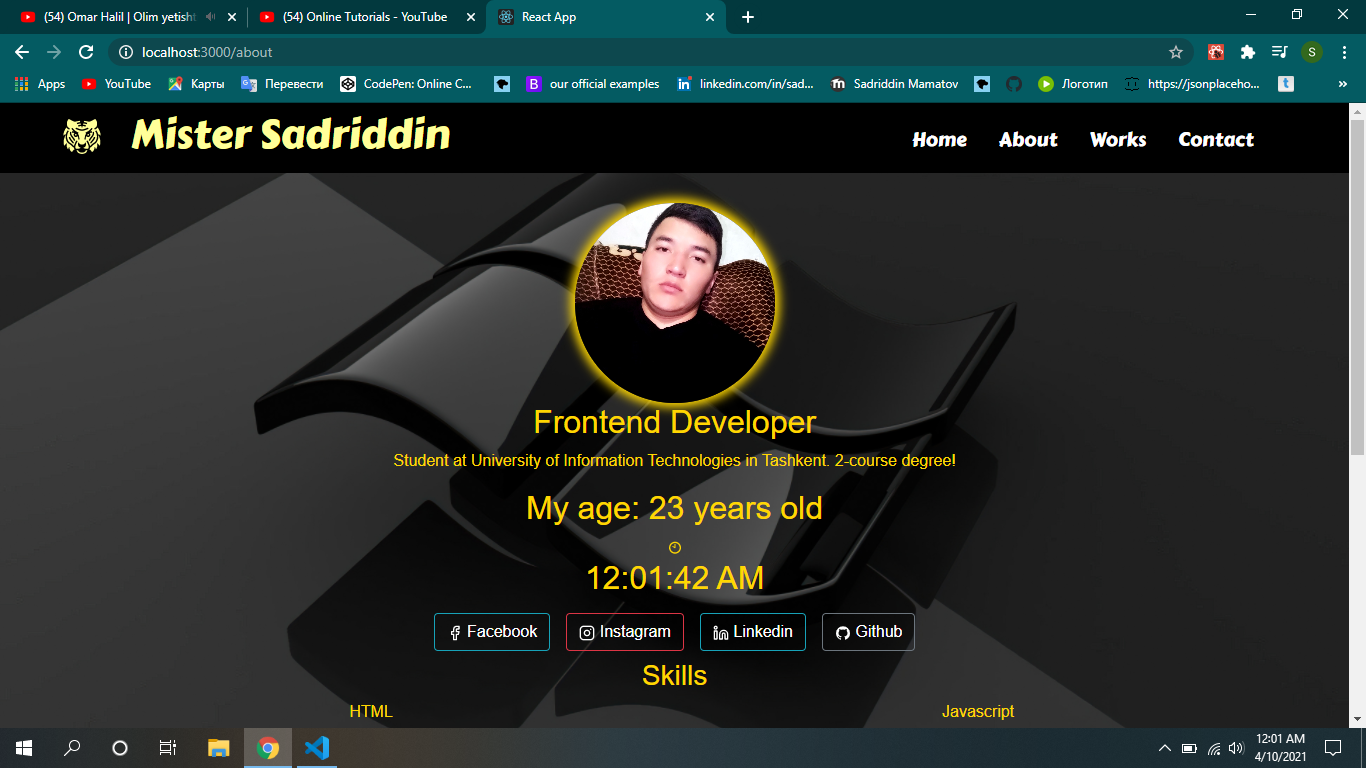 (54) Omar Halil | Olim yetisht
(54) Online Tutorials - YouTube
React App
localhost:3000/about
S
Apps
YouTube
Карты
Перевести
CodePen: Online C...
B
our official examples
linkedin.com/in/sad...
m
Sadriddin Mamatov
Логотип
https://jsonplaceho...
t
»
Mister Sadriddin
Home
About
Works
Contact
Frontend Developer
Student at University of Information Technologies in Tashkent. 2-course degree!
My age: 23 years old
12:01:42 AM
Facebook
Instagram
Linkedin
Github
Skills
HTML
Javascript
12:01 AM
4/10/2021